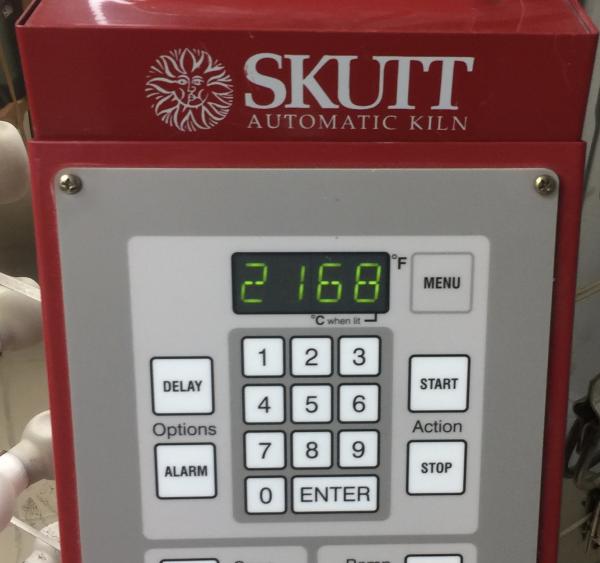 SKUTT
AUTOMATIC KILN
2168 °F
MENU
°C when lit
1 2 3
DELAY
START
4 5 6
Options
Action
7 8 9
ALARM
STOP
0 ENTER